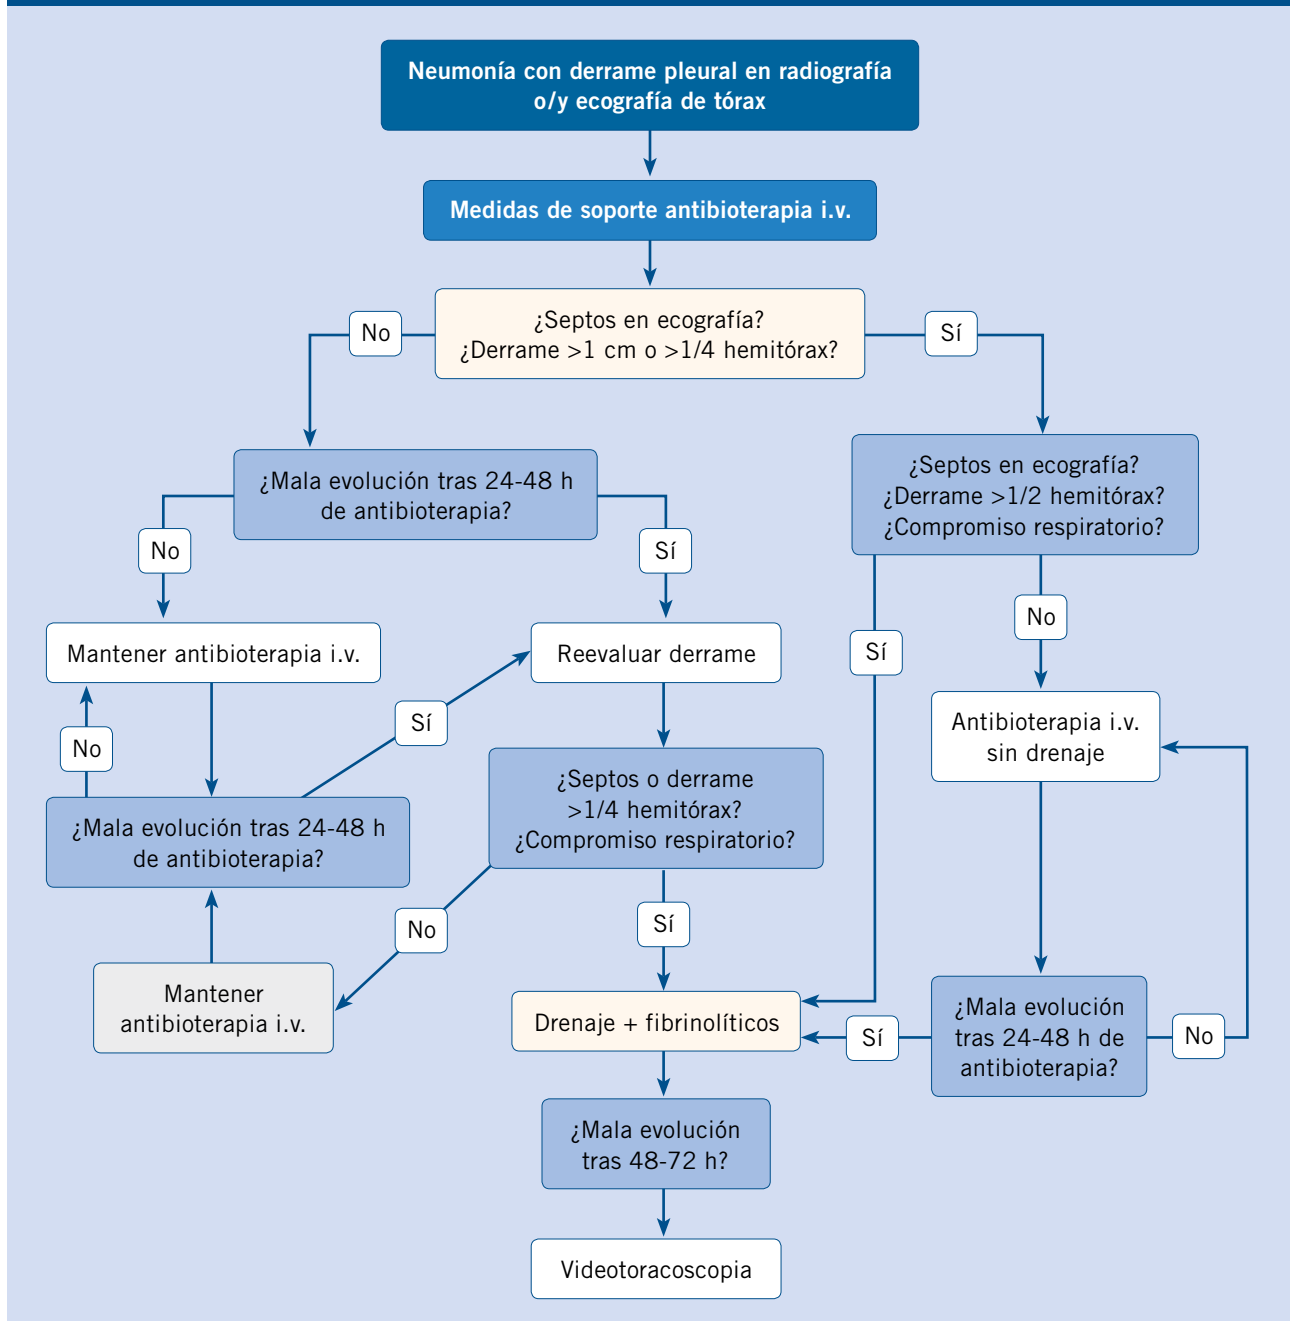 Neumonía con derrame pleural en radiografía
o/y ecografía de tórax
Medidas de soporte antibioterapia i.v.
¿Septos en ecografía?
¿Derrame >1 cm o >1/4 hemitórax?
No
Sí
¿Mala evolución tras 24-48 h
de antibioterapia?
No
Sí
¿Septos en ecografía?
¿Derrame >1/2 hemitórax?
¿Compromiso respiratorio?
Sí
No
Mantener antibioterapia i.v.
Reevaluar derrame
Antibioterapia i.v.
sin drenaje
No
Sí
¿Mala evolución tras 24-48 h
de antibioterapia?
¿Septos o derrame
>1/4 hemitórax?
¿Compromiso respiratorio?
No
Sí
Mantener
antibioterapia i.v.
Drenaje + fibrinolíticos
Sí
¿Mala evolución
tras 24-48 h de
antibioterapia?
No
¿Mala evolución
tras 48-72 h?
Videotoracoscopia